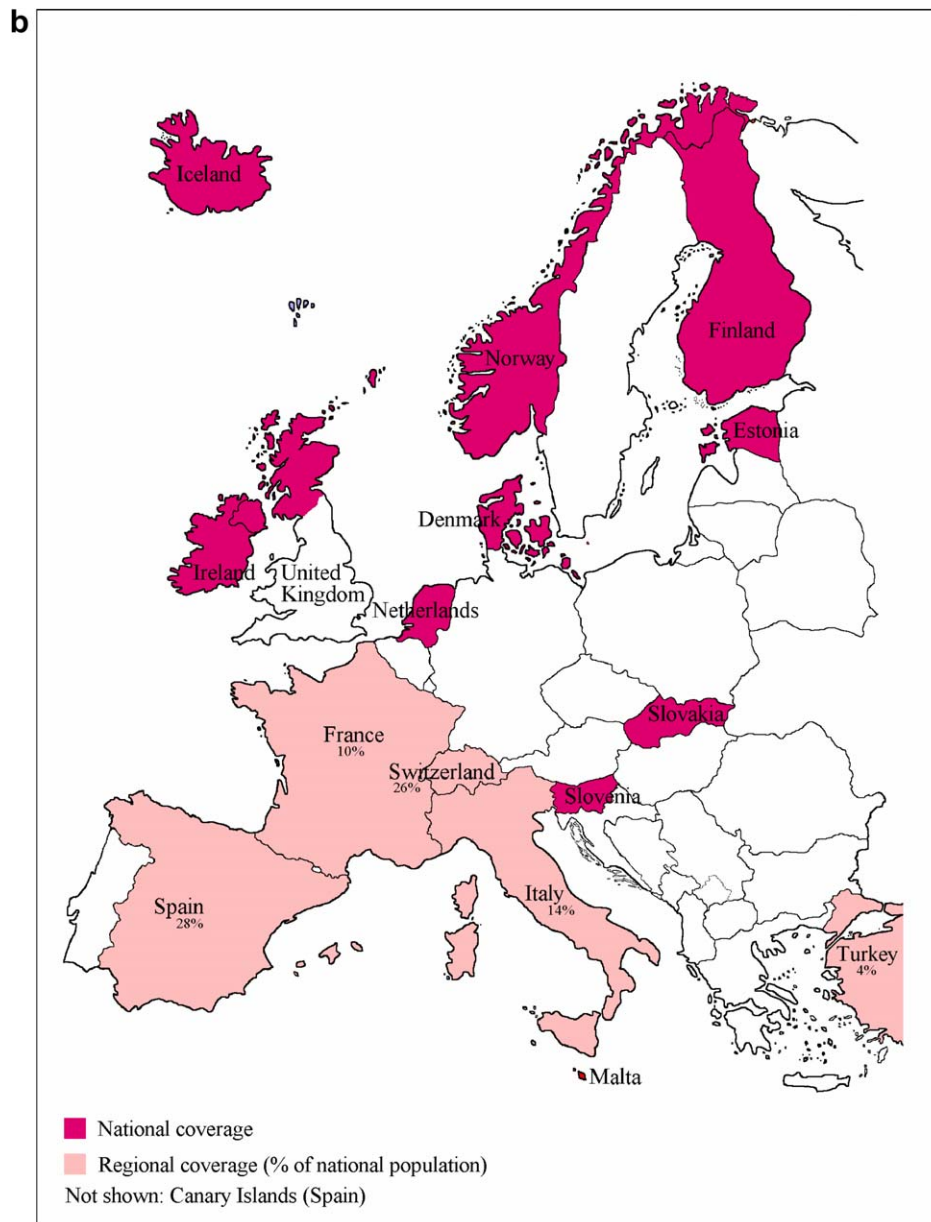 b
Iceland
Norway
Finland
Estonia
Denmark
Ireland
United
Kingdom
Netherlands
Slovakia
France
10%
Switzerland
26%
Slovenia
Spain
28%
Italy
14%
Turkey
4%
Malta
National coverage
Regional coverage (% of national population)
Not shown: Canary Islands (Spain)